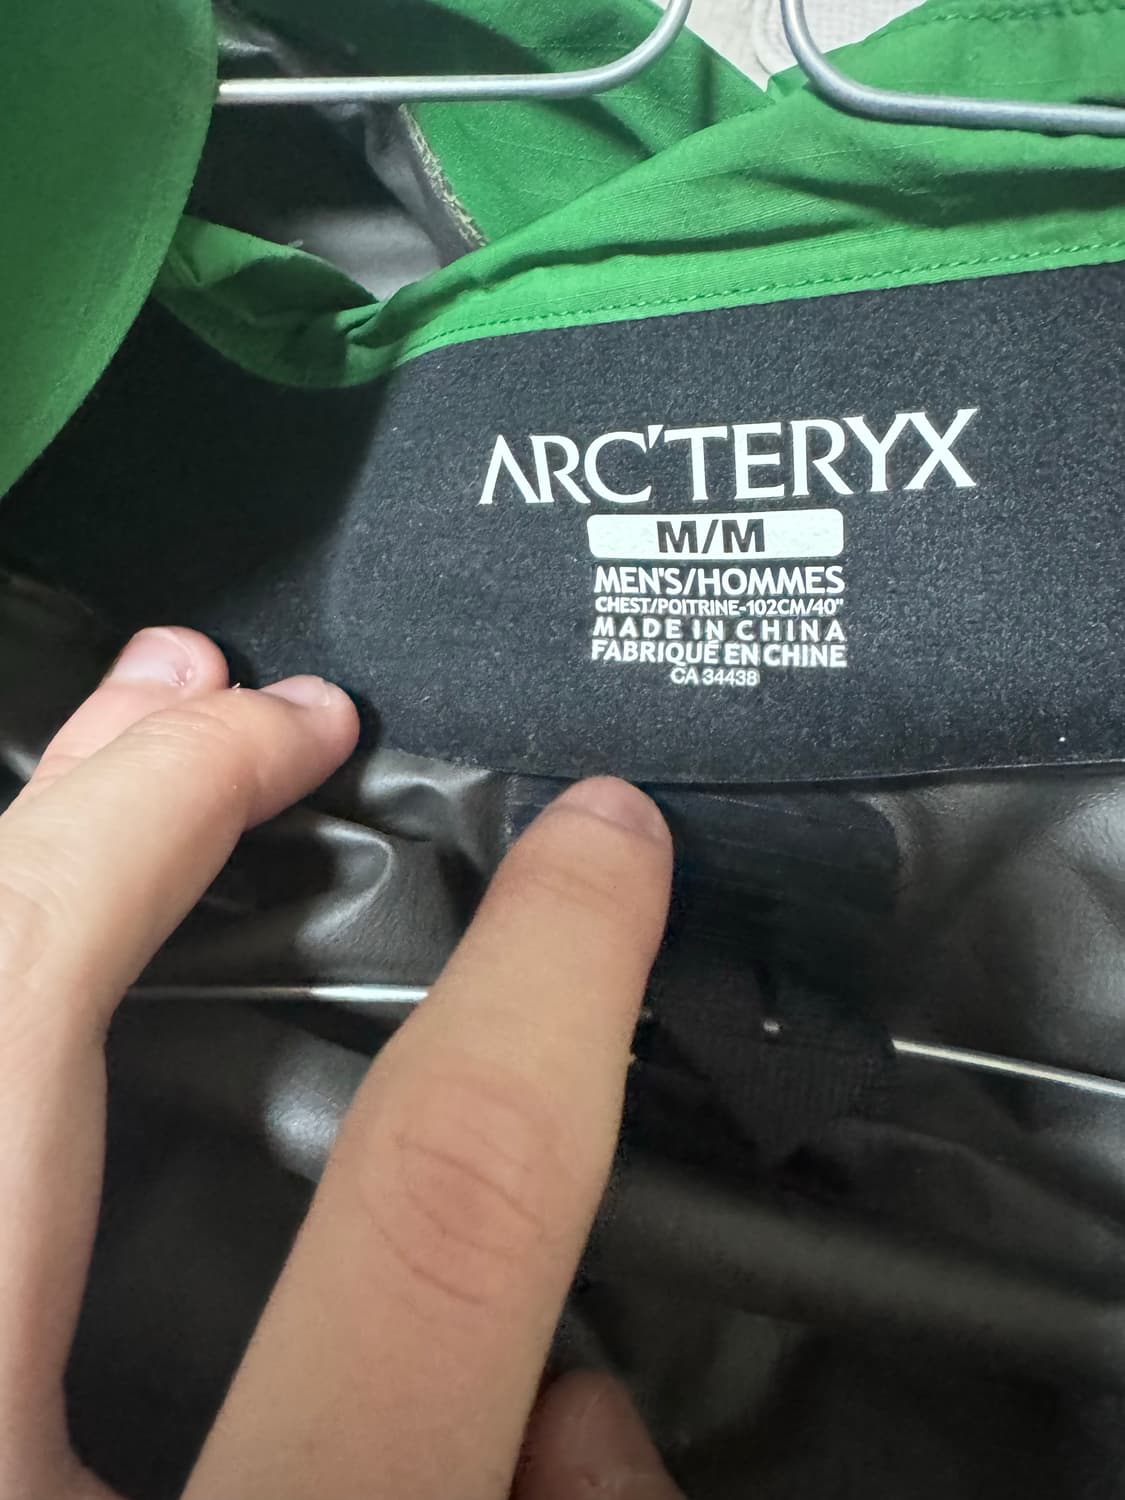 ARC'TERYX
M/M
MEN'S/HOMMES
CHEST/POITRINE-102CM/40"
MADE IN CHINA
FABRIQUÉ EN CHINE
CA 34438